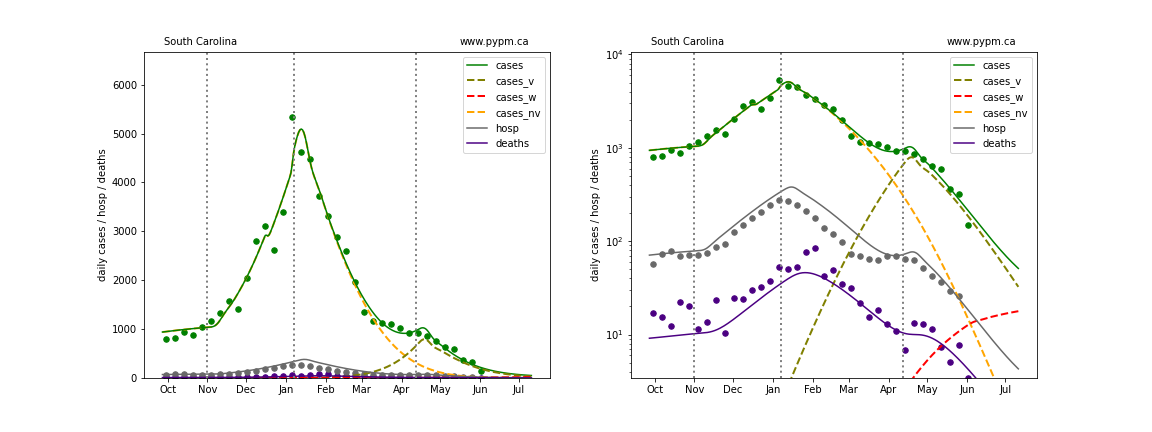 South Carolina
www.pypm.ca
daily cases / hosp / deaths
6000
5000
4000
3000
2000
1000
0
cases
cases_v
cases_w
cases_nv
hosp
deaths
Oct Nov Dec Jan Feb Mar Apr May Jun Jul
South Carolina
www.pypm.ca
daily cases / hosp / deaths
10⁴
10³
10²
10¹
cases
cases_v
cases_w
cases_nv
hosp
deaths
Oct Nov Dec Jan Feb Mar Apr May Jun Jul